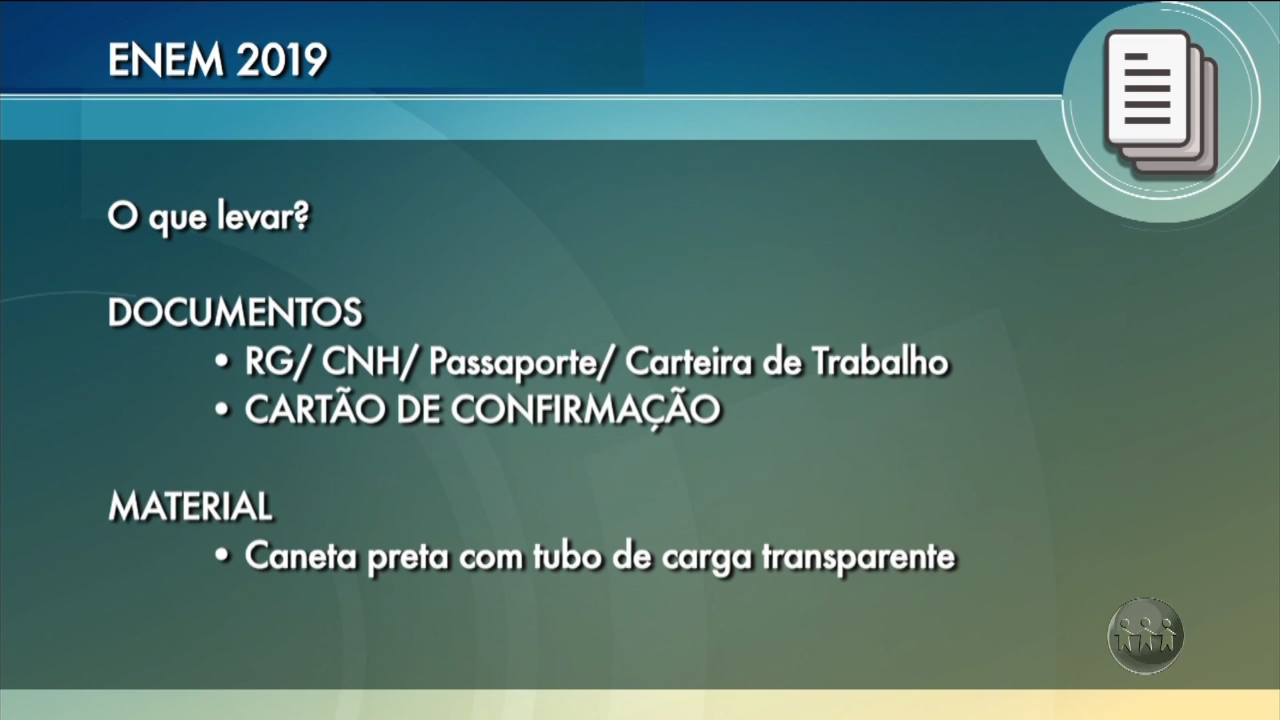 ENEM 2019
O que levar?
DOCUMENTOS
• RG/ CNH/ Passaporte/ Carteira de Trabalho
• CARTÃO DE CONFIRMAÇÃO
MATERIAL
• Caneta preta com tubo de carga transparente